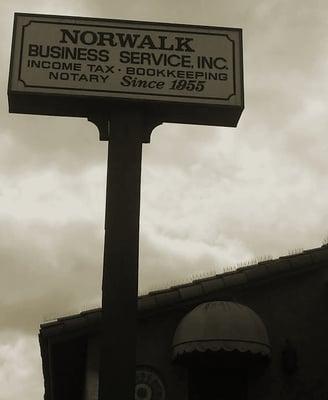 NORWALK
BUSINESS SERVICE, INC.
INCOME TAX · BOOKKEEPING
NOTARY Since 1955